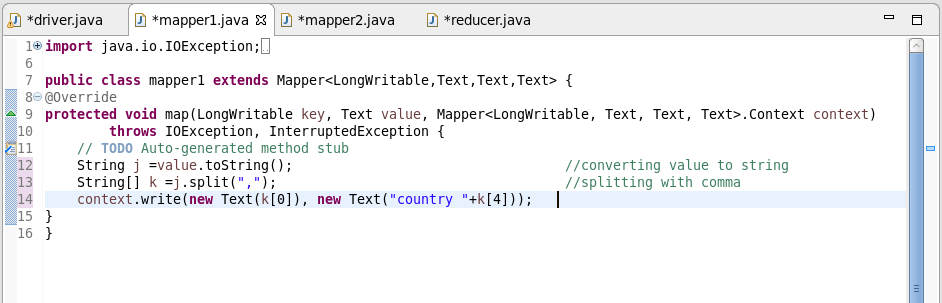 *driver.java *mapper1.java *mapper2.java *reducer.java
1 import java.io.IOException;
6
7 public class mapper1 extends Mapper<LongWritable,Text,Text,Text> {
8 @Override
9 protected void map(LongWritable key, Text value, Mapper<LongWritable, Text, Text, Text>.Context context)
10 throws IOException, InterruptedException {
11 // TODO Auto-generated method stub
12 String j =value.toString(); //converting value to string
13 String[] k =j.split(","); //splitting with comma
14 context.write(new Text(k[0]), new Text("country "+k[4]));
15 }
16 }